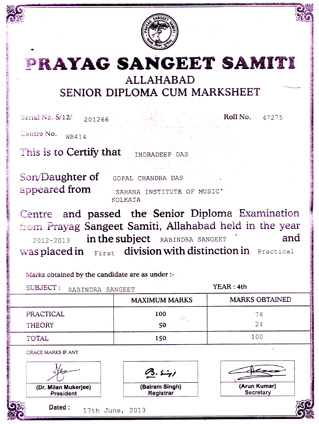 PRAYAG SANGEET SAMITI
ALLAHABAD
SENIOR DIPLOMA CUM MARKSHEET
Serial No. S/12/ 201266 Roll No. 47275
Centre No. WB414
This is to Certify that INDRADEEP DAS
Son/Daughter of GOPAL CHANDRA DAS
appeared from 'SAHANA INSTITUTE OF MUSIC'
KOLKATA
Centre and passed the Senior Diploma Examination
from Prayag Sangeet Samiti, Allahabad held in the year
2012-2013 in the subject RABINDRA SANGEET and
was placed in First division with distinction in Practical
Marks obtained by the candidate are as under :-
SUBJECT : RABINDRA SANGEET YEAR : 4th
MAXIMUM MARKS MARKS OBTAINED
PRACTICAL 100 76
THEORY 50 24
TOTAL 150 100
GRACE MARKS IF ANY
(Dr. Milan Mukerjee) (Balram Singh) (Arun Kumar)
President Registrar Secretary
Dated : 17th June, 2013